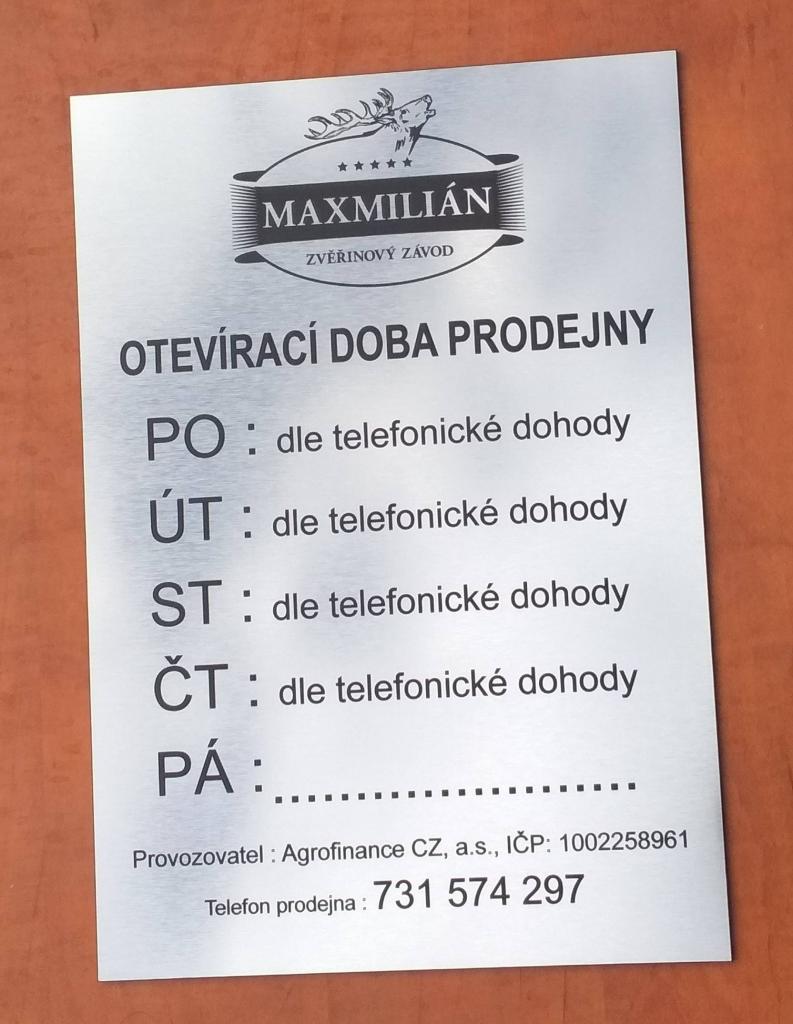 MAXMILIÁN
ZVĚŘINOVÝ ZÁVOD
OTEVÍRACÍ DOBA PRODEJNY
PO : dle telefonické dohody
ÚT : dle telefonické dohody
ST : dle telefonické dohody
ČT : dle telefonické dohody
PÁ : ......................
Provozovatel : Agrofinance CZ, a.s., IČP: 1002258961
Telefon prodejna : 731 574 297